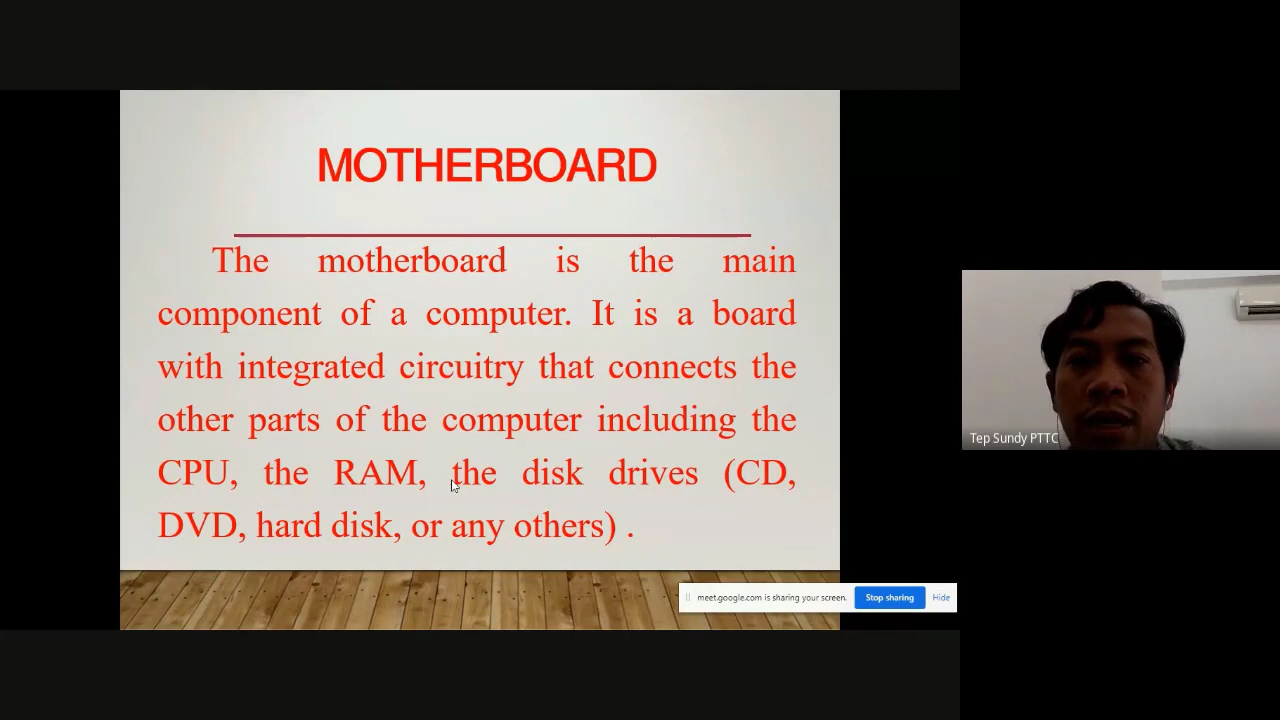 MOTHERBOARD
The motherboard is the main
component of a computer. It is a board
with integrated circuitry that connects the
other parts of the computer including the
CPU, the RAM, the disk drives (CD,
DVD, hard disk, or any others) .
Tep Sundy PTTC
meet.google.com is sharing your screen. Stop sharing Hide